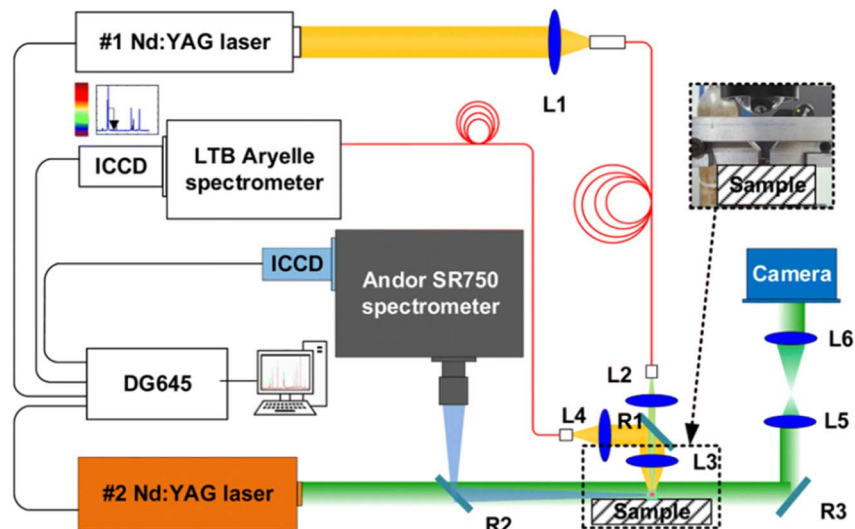 #1 Nd:YAG laser
L1
ICCD
LTB Aryelle
spectrometer
Sample
ICCD
Andor SR750
spectrometer
Camera
L6
DG645
L2
L4
R1
L5
L3
#2 Nd:YAG laser
R2
Sample
R3